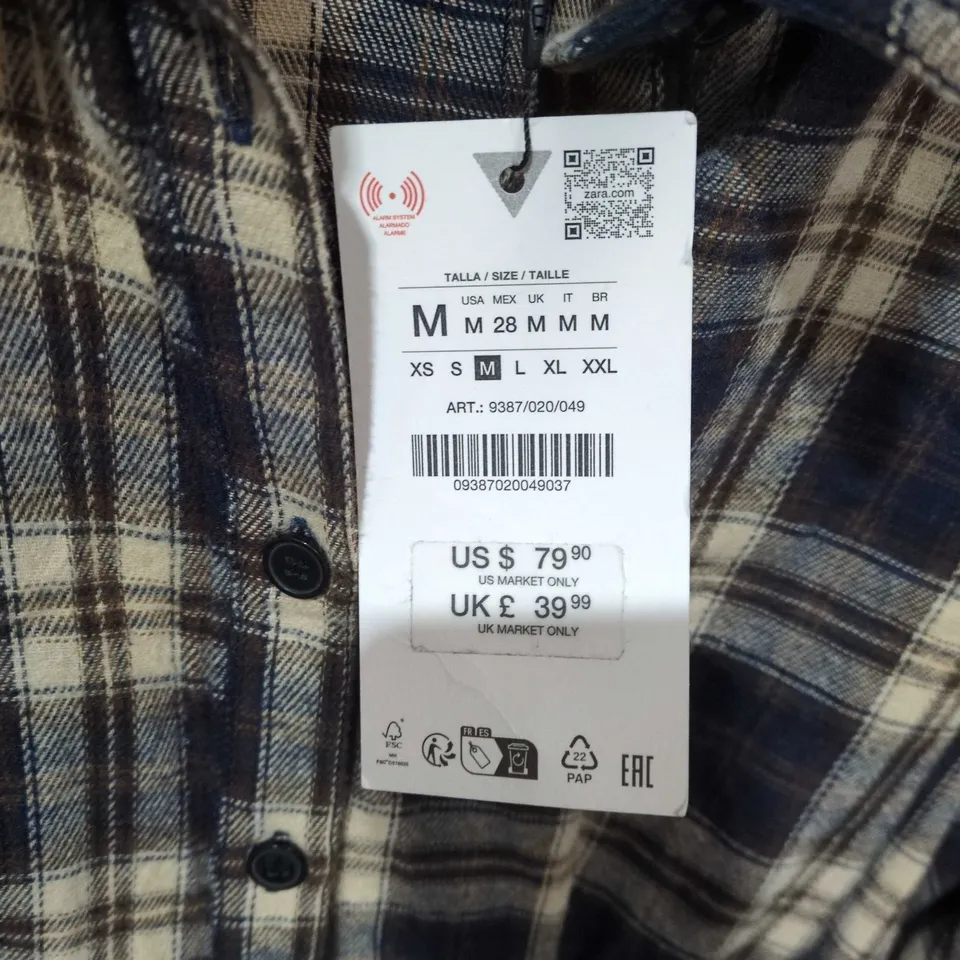 zara.com
ALARM SYSTEM
ALARMADO
ALARME
TALLA / SIZE / TAILLE
USA MEX UK IT BR
M M 28 M M M
XS S M L XL XXL
ART.: 9387/020/049
09387020049037
US $ 79 90
US MARKET ONLY
UK £ 39 99
UK MARKET ONLY
FR ES
FSC
22
PAP
EAC